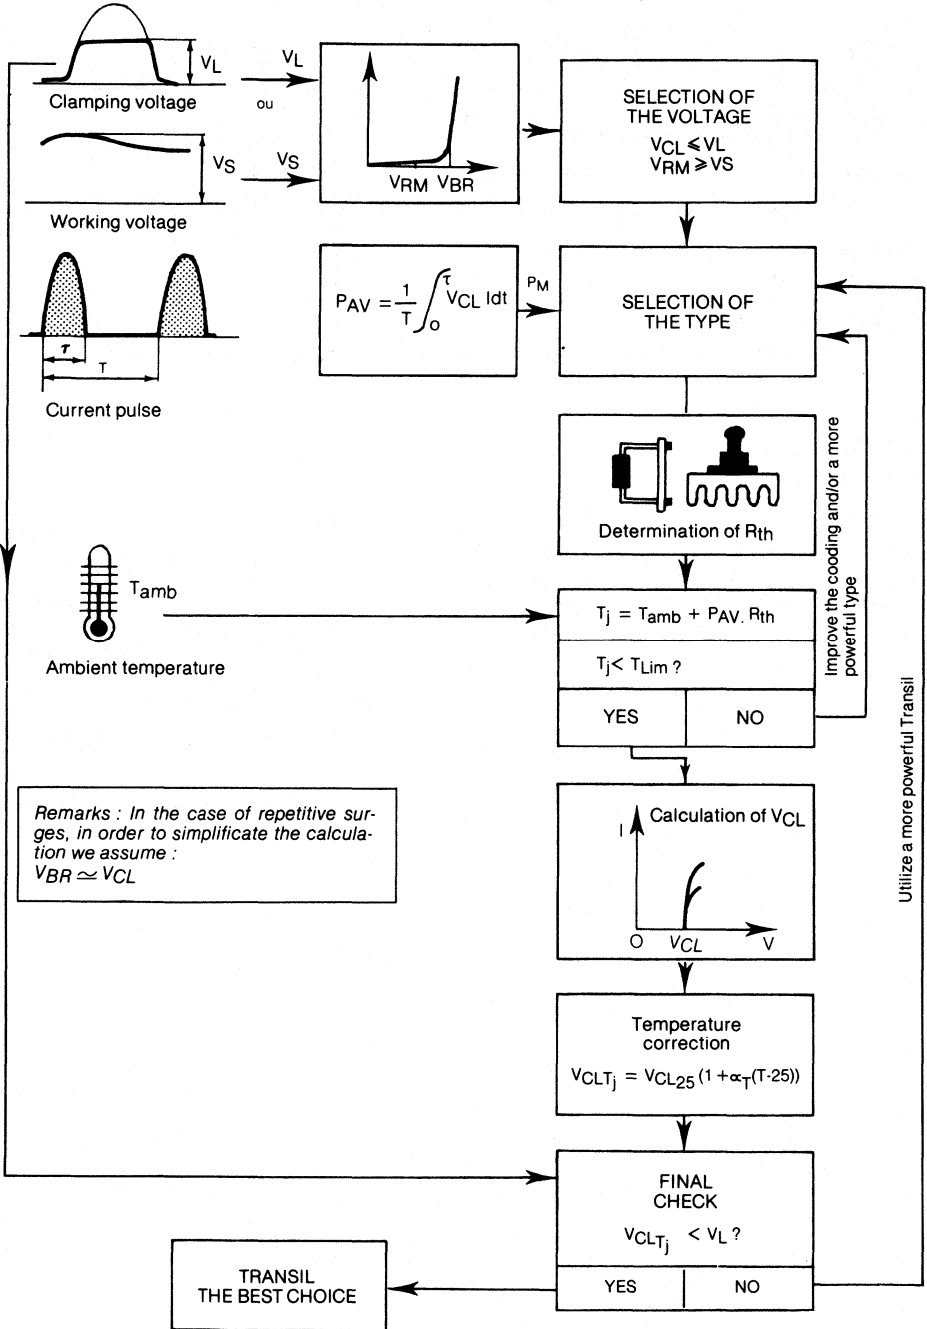 VL
Clamping voltage
VL
ou
VS
VS
Working voltage
VRM VBR
SELECTION OF
THE VOLTAGE
VCL ⩽ VL
VRM ⩾ VS
τ
T
Current pulse
PAV = 1/T ∫oτ VCL Idt
PM
SELECTION OF
THE TYPE
Determination of Rth
Improve the cooding and/or a more
powerful type
Tamb
Ambient temperature
Tj = Tamb + PAV. Rth
Tj < TLim ?
YES NO
Utilize a more powerful Transil
Remarks : In the case of repetitive sur-
ges, in order to simplificate the calcula-
tion we assume :
VBR ≃ VCL
Calculation of VCL
I
O VCL V
Temperature
correction
VCLTj = VCL25 (1 +∝T(T-25))
FINAL
CHECK
VCLTj < VL ?
YES NO
TRANSIL
THE BEST CHOICE